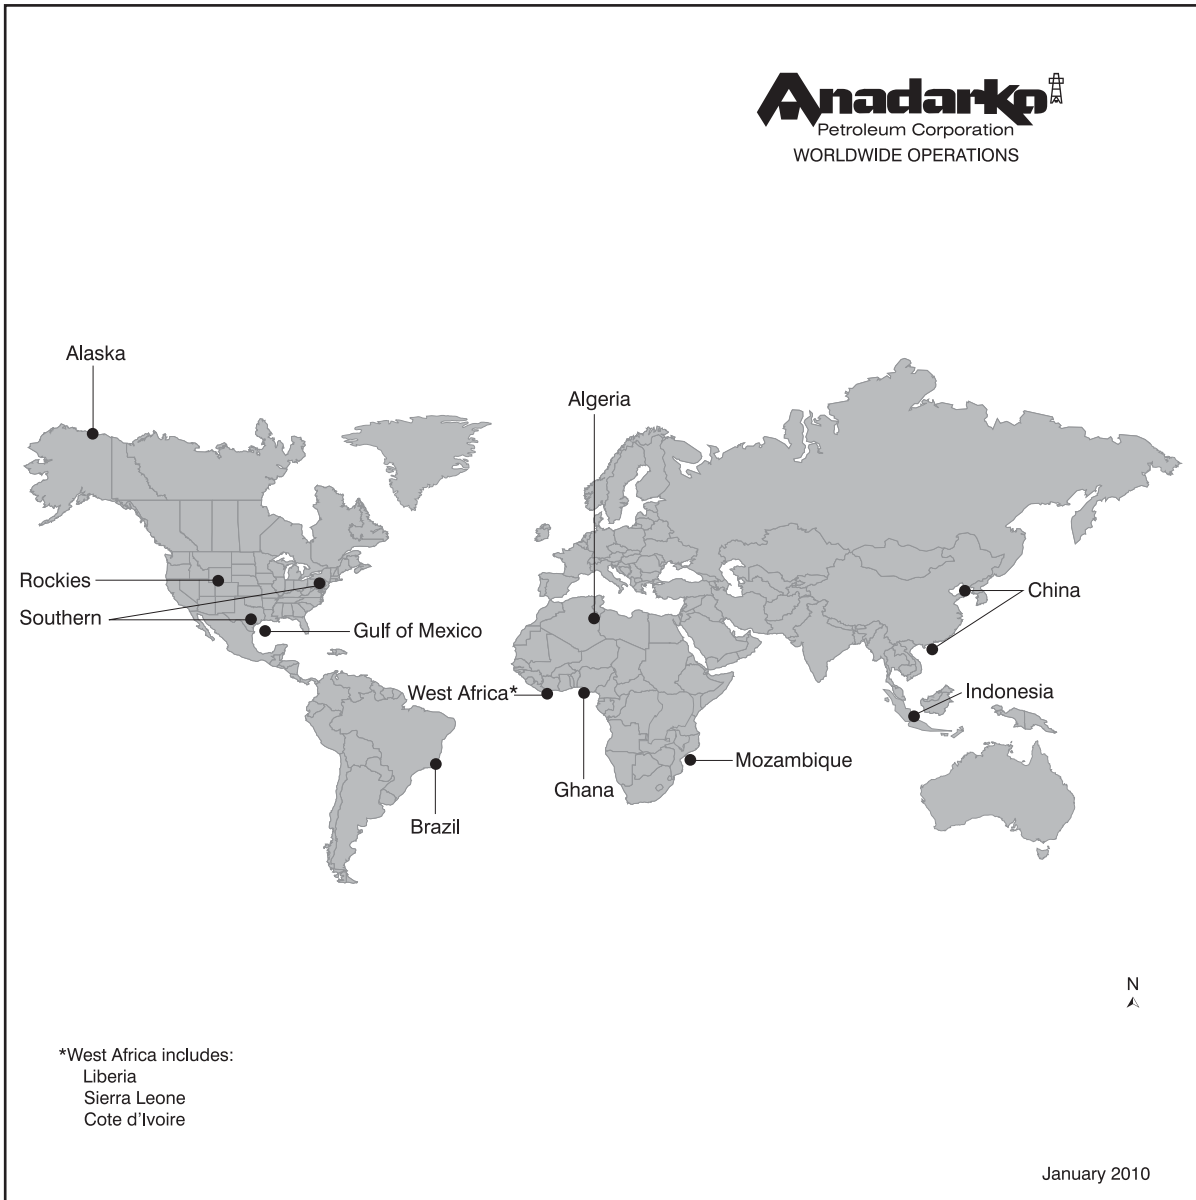 Anadarko
Petroleum Corporation
WORLDWIDE OPERATIONS
Alaska
Algeria
Rockies
Southern
China
Gulf of Mexico
West Africa*
Indonesia
Mozambique
Ghana
Brazil
N
*West Africa includes:
Liberia
Sierra Leone
Cote d'Ivoire
January 2010